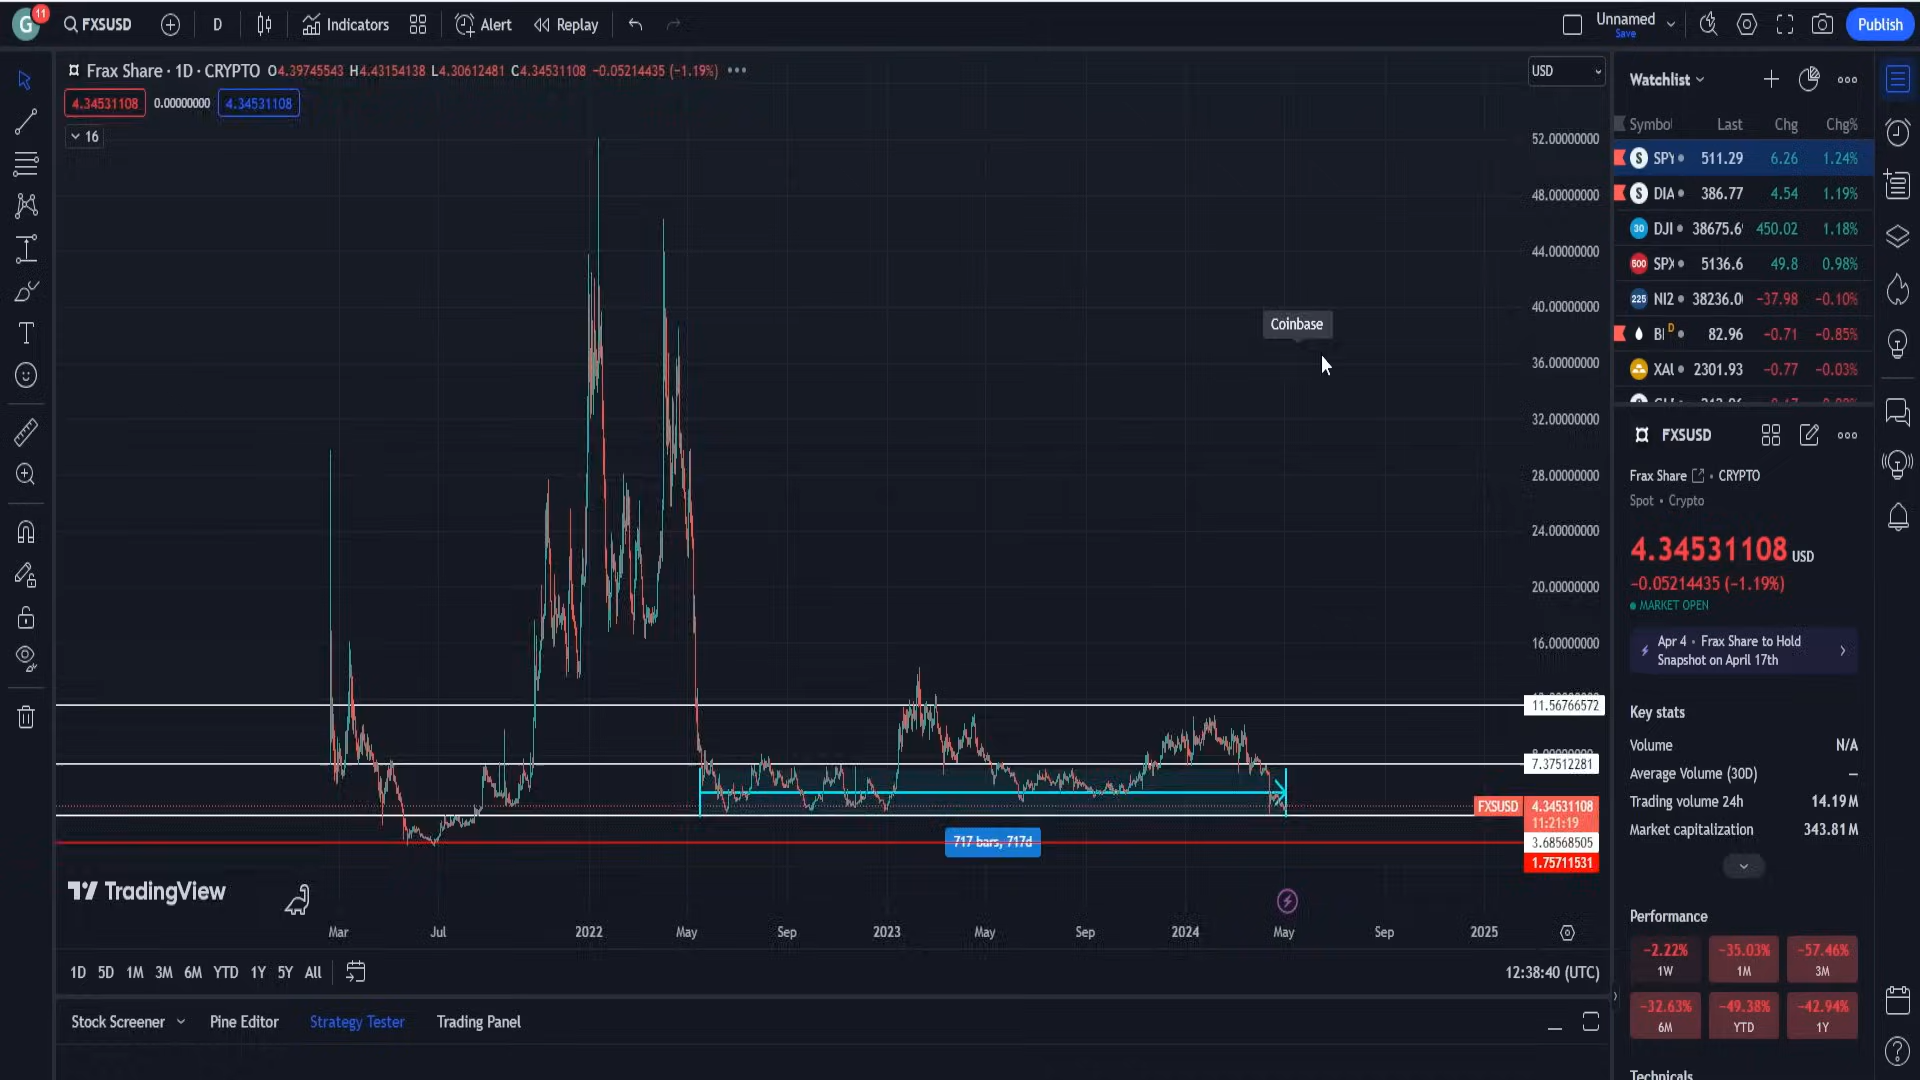 G
11
FXSUSD
D
Indicators
Alert
Replay
Unnamed
Save
Publish
Frax Share · 1D · CRYPTO O4.39745543 H4.43154138 L4.30612481 C4.34531108 −0.05214435 (−1.19%)
4.34531108 0.00000000 4.34531108
16
USD
52.00000000
48.00000000
44.00000000
40.00000000
36.00000000
32.00000000
28.00000000
24.00000000
20.00000000
16.00000000
11.56766572
7.37512281
FXSUSD 4.34531108
11:21:19
3.68568505
1.75711531
Coinbase
717 bars, 717d
TradingView
Mar Jul 2022 May Sep 2023 May Sep 2024 May Sep 2025
1D 5D 1M 3M 6M YTD 1Y 5Y All
12:38:40 (UTC)
Stock Screener Pine Editor Strategy Tester Trading Panel
Watchlist
Symbol Last Chg Chg%
S SPY 511.29 6.26 1.24%
S DIA 386.77 4.54 1.19%
30 DJI 38675.6 450.02 1.18%
500 SPX 5136.6 49.8 0.98%
225 NI2 38236.0 −37.98 −0.10%
D 82.96 −0.71 −0.85%
XAU 2301.93 −0.77 −0.03%
FXSUSD
Frax Share • CRYPTO
Spot • Crypto
4.34531108 USD
−0.05214435 (−1.19%)
MARKET OPEN
Apr 4 • Frax Share to Hold
Snapshot on April 17th
Key stats
Volume N/A
Average Volume (30D) —
Trading volume 24h 14.19M
Market capitalization 343.81M
Performance
−2.22% −35.03% −57.46%
1W 1M 3M
−32.63% −49.38% −42.94%
6M YTD 1Y
Technicals